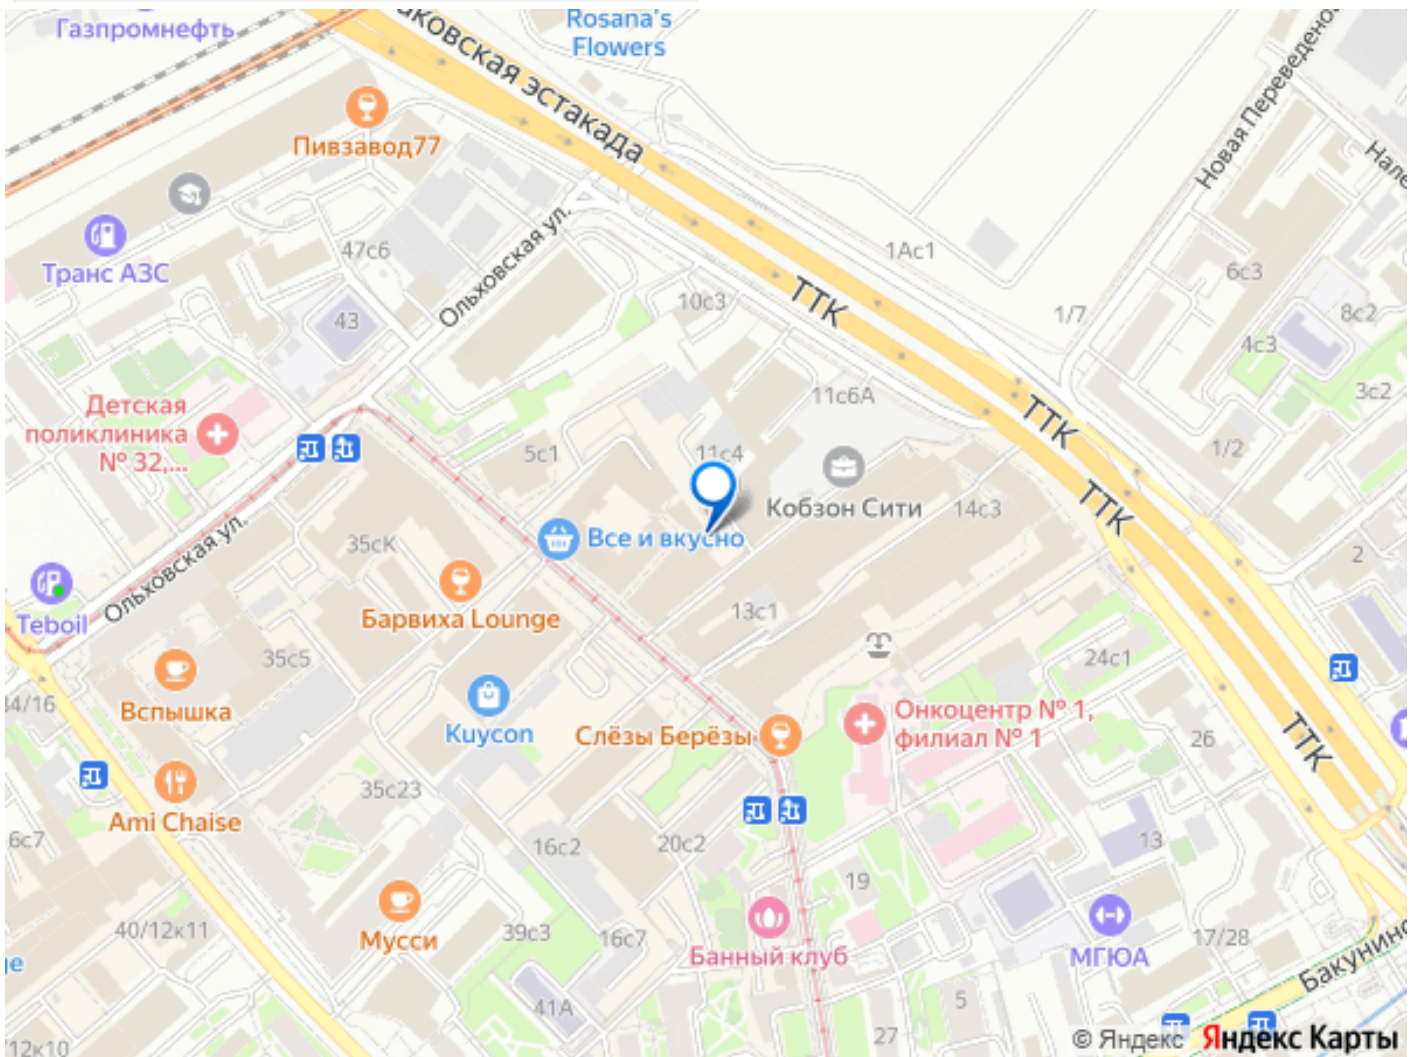 Газпромнефть
Rosana's
Flowers
аковская эстакада
Новая Переведено
Нале
Пивзавод77
Транс АЗС
47с6
Ольховская ул.
1Ас1
6с3
10с3
ТТК
43
1/7
8с2
4с3
Детская
поликлиника
№ 32,...
11с6А
3с2
ТТК
5с1
11с4
1/2
Кобзон Сити
14с3
ТТК
Все и вкусно
35сК
Ольховская ул.
2
Teboil
Барвиха Lounge
13с1
35с5
24с1
34/16
Вспышка
Kuycon
Слёзы Берёзы
Онкоцентр № 1,
филиал № 1
26
ТТК
35с23
Ami Chaise
6с7
16с2
20с2
13
19
40/12к11
Мусси
39с3
16с7
Банный клуб
МГЮА
17/28
Бакунинс
41А
5
27
12к10
© Яндекс Яндекс Карты